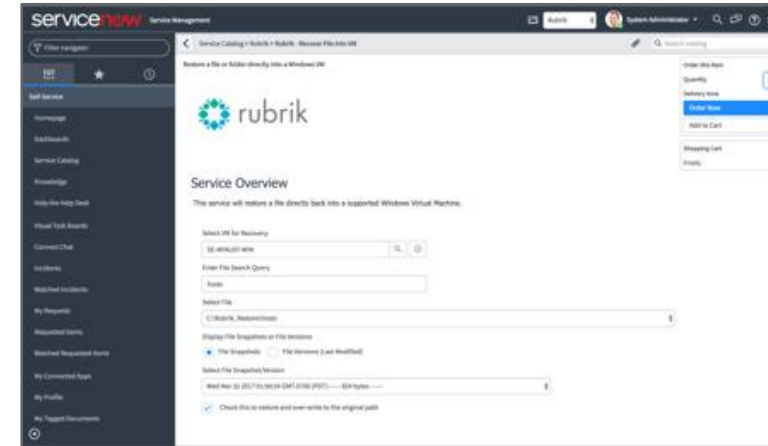 servicenow Service Management
Rubrik
System Administrator
Filter navigator
Service Catalog > Rubrik > Rubrik - Recover File Into VM
Search catalog
Restore a file or folder directly into a Windows VM
rubrik
Service Overview
This service will restore a file directly back into a supported Windows Virtual Machine.
Select VM for Recovery
Enter File Search Query
hosts
Select File
Display File Snapshots or File Versions
File Snapshots
File Versions (Last Modified)
Select File Snapshot/Version
Check this to restore and over-write to the original path
Order this Item
Quantity
Delivery time
Order Now
Add to Cart
Shopping Cart
Empty
Self-Service
Homepage
Dashboards
Service Catalog
Knowledge
Help the Help Desk
Visual Task Boards
Connect Chat
Incidents
Watched Incidents
My Requests
Requested Items
Watched Requested Items
My Connected Apps
My Profile
My Tagged Documents